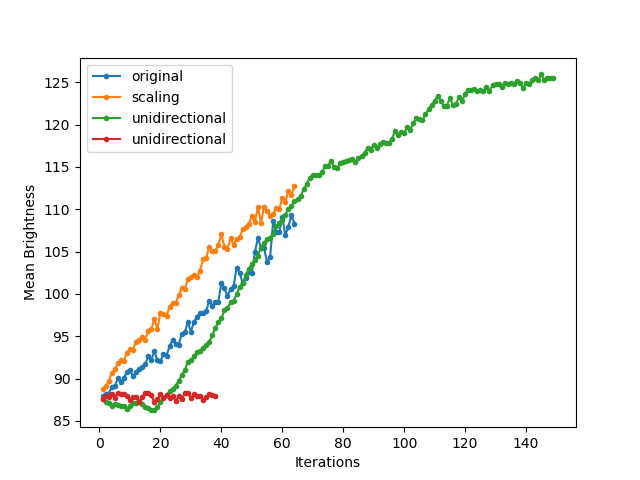 original
scaling
unidirectional
unidirectional
125
120
115
110
105
100
95
90
85
Mean Brightness
0 20 40 60 80 100 120 140
Iterations